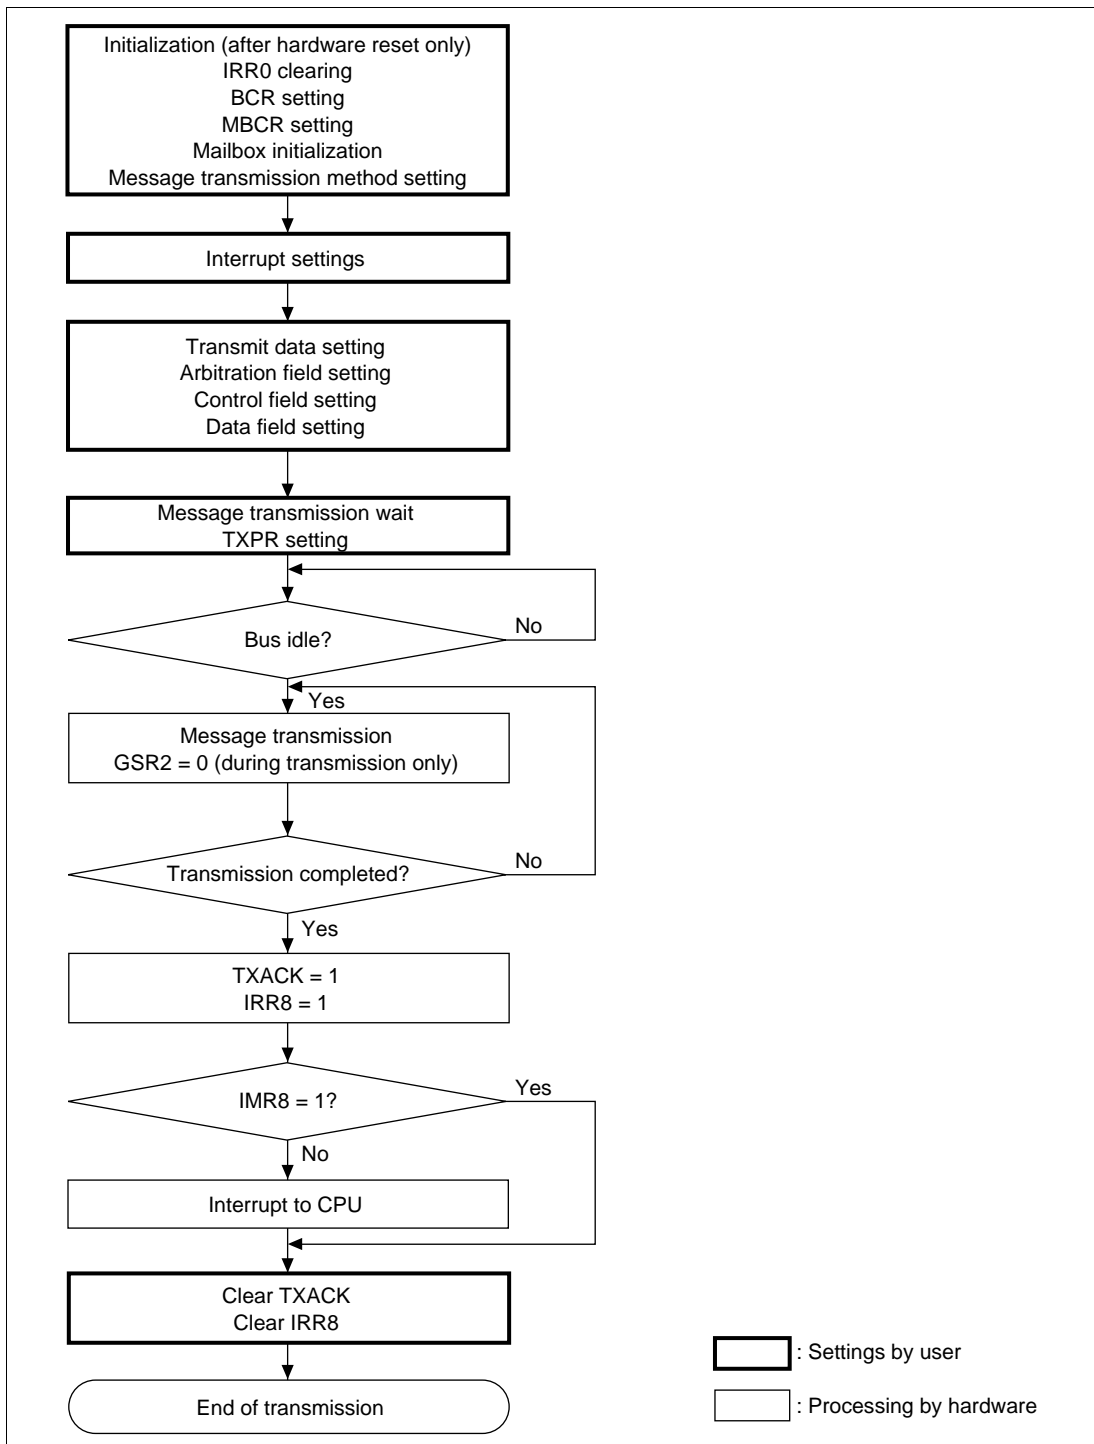 Initialization (after hardware reset only)
IRR0 clearing
BCR setting
MBCR setting
Mailbox initialization
Message transmission method setting
Interrupt settings
Transmit data setting
Arbitration field setting
Control field setting
Data field setting
Message transmission wait
TXPR setting
Bus idle?
No
Yes
Message transmission
GSR2 = 0 (during transmission only)
Transmission completed?
No
Yes
TXACK = 1
IRR8 = 1
IMR8 = 1?
Yes
No
Interrupt to CPU
Clear TXACK
Clear IRR8
End of transmission
: Settings by user
: Processing by hardware